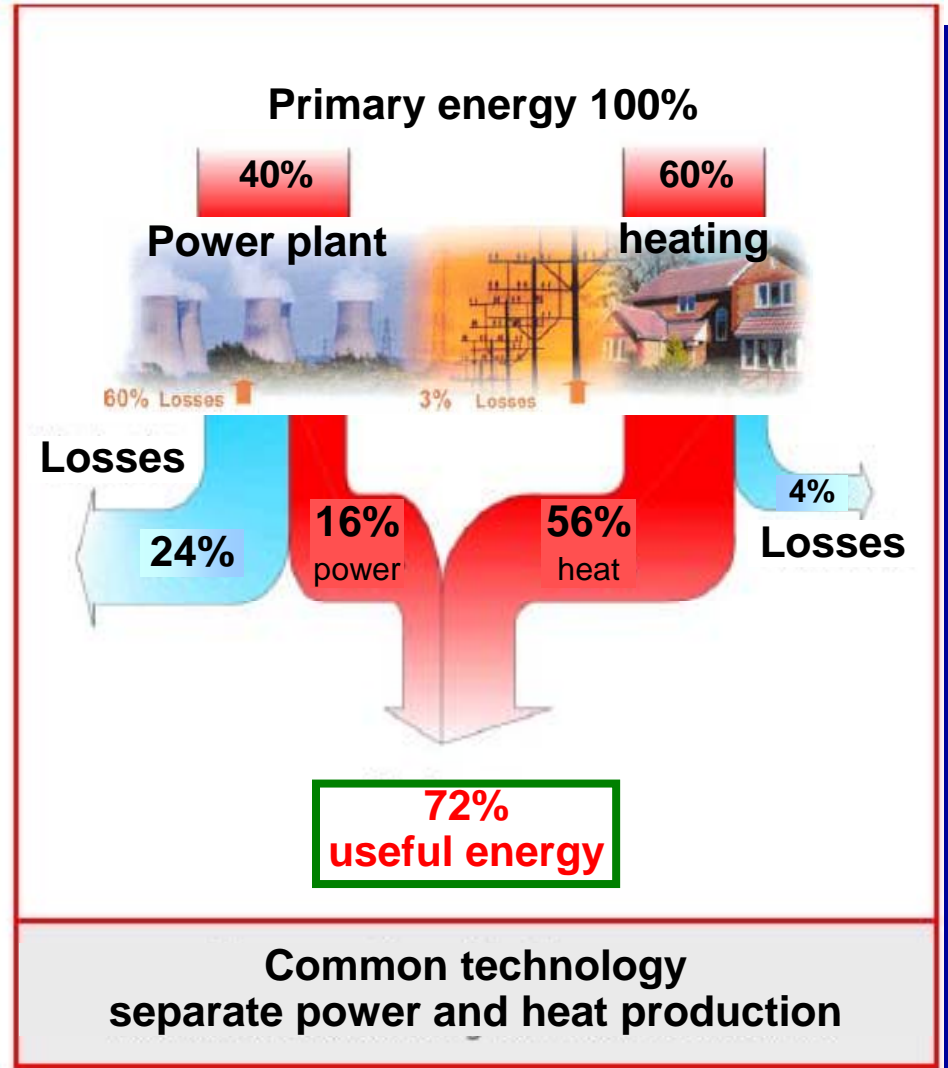 Primary energy 100%
40%
60%
Power plant
heating
60% Losses
3% Losses
Losses
24%
16%
power
56%
heat
4%
Losses
72%
useful energy
Common technology
separate power and heat production